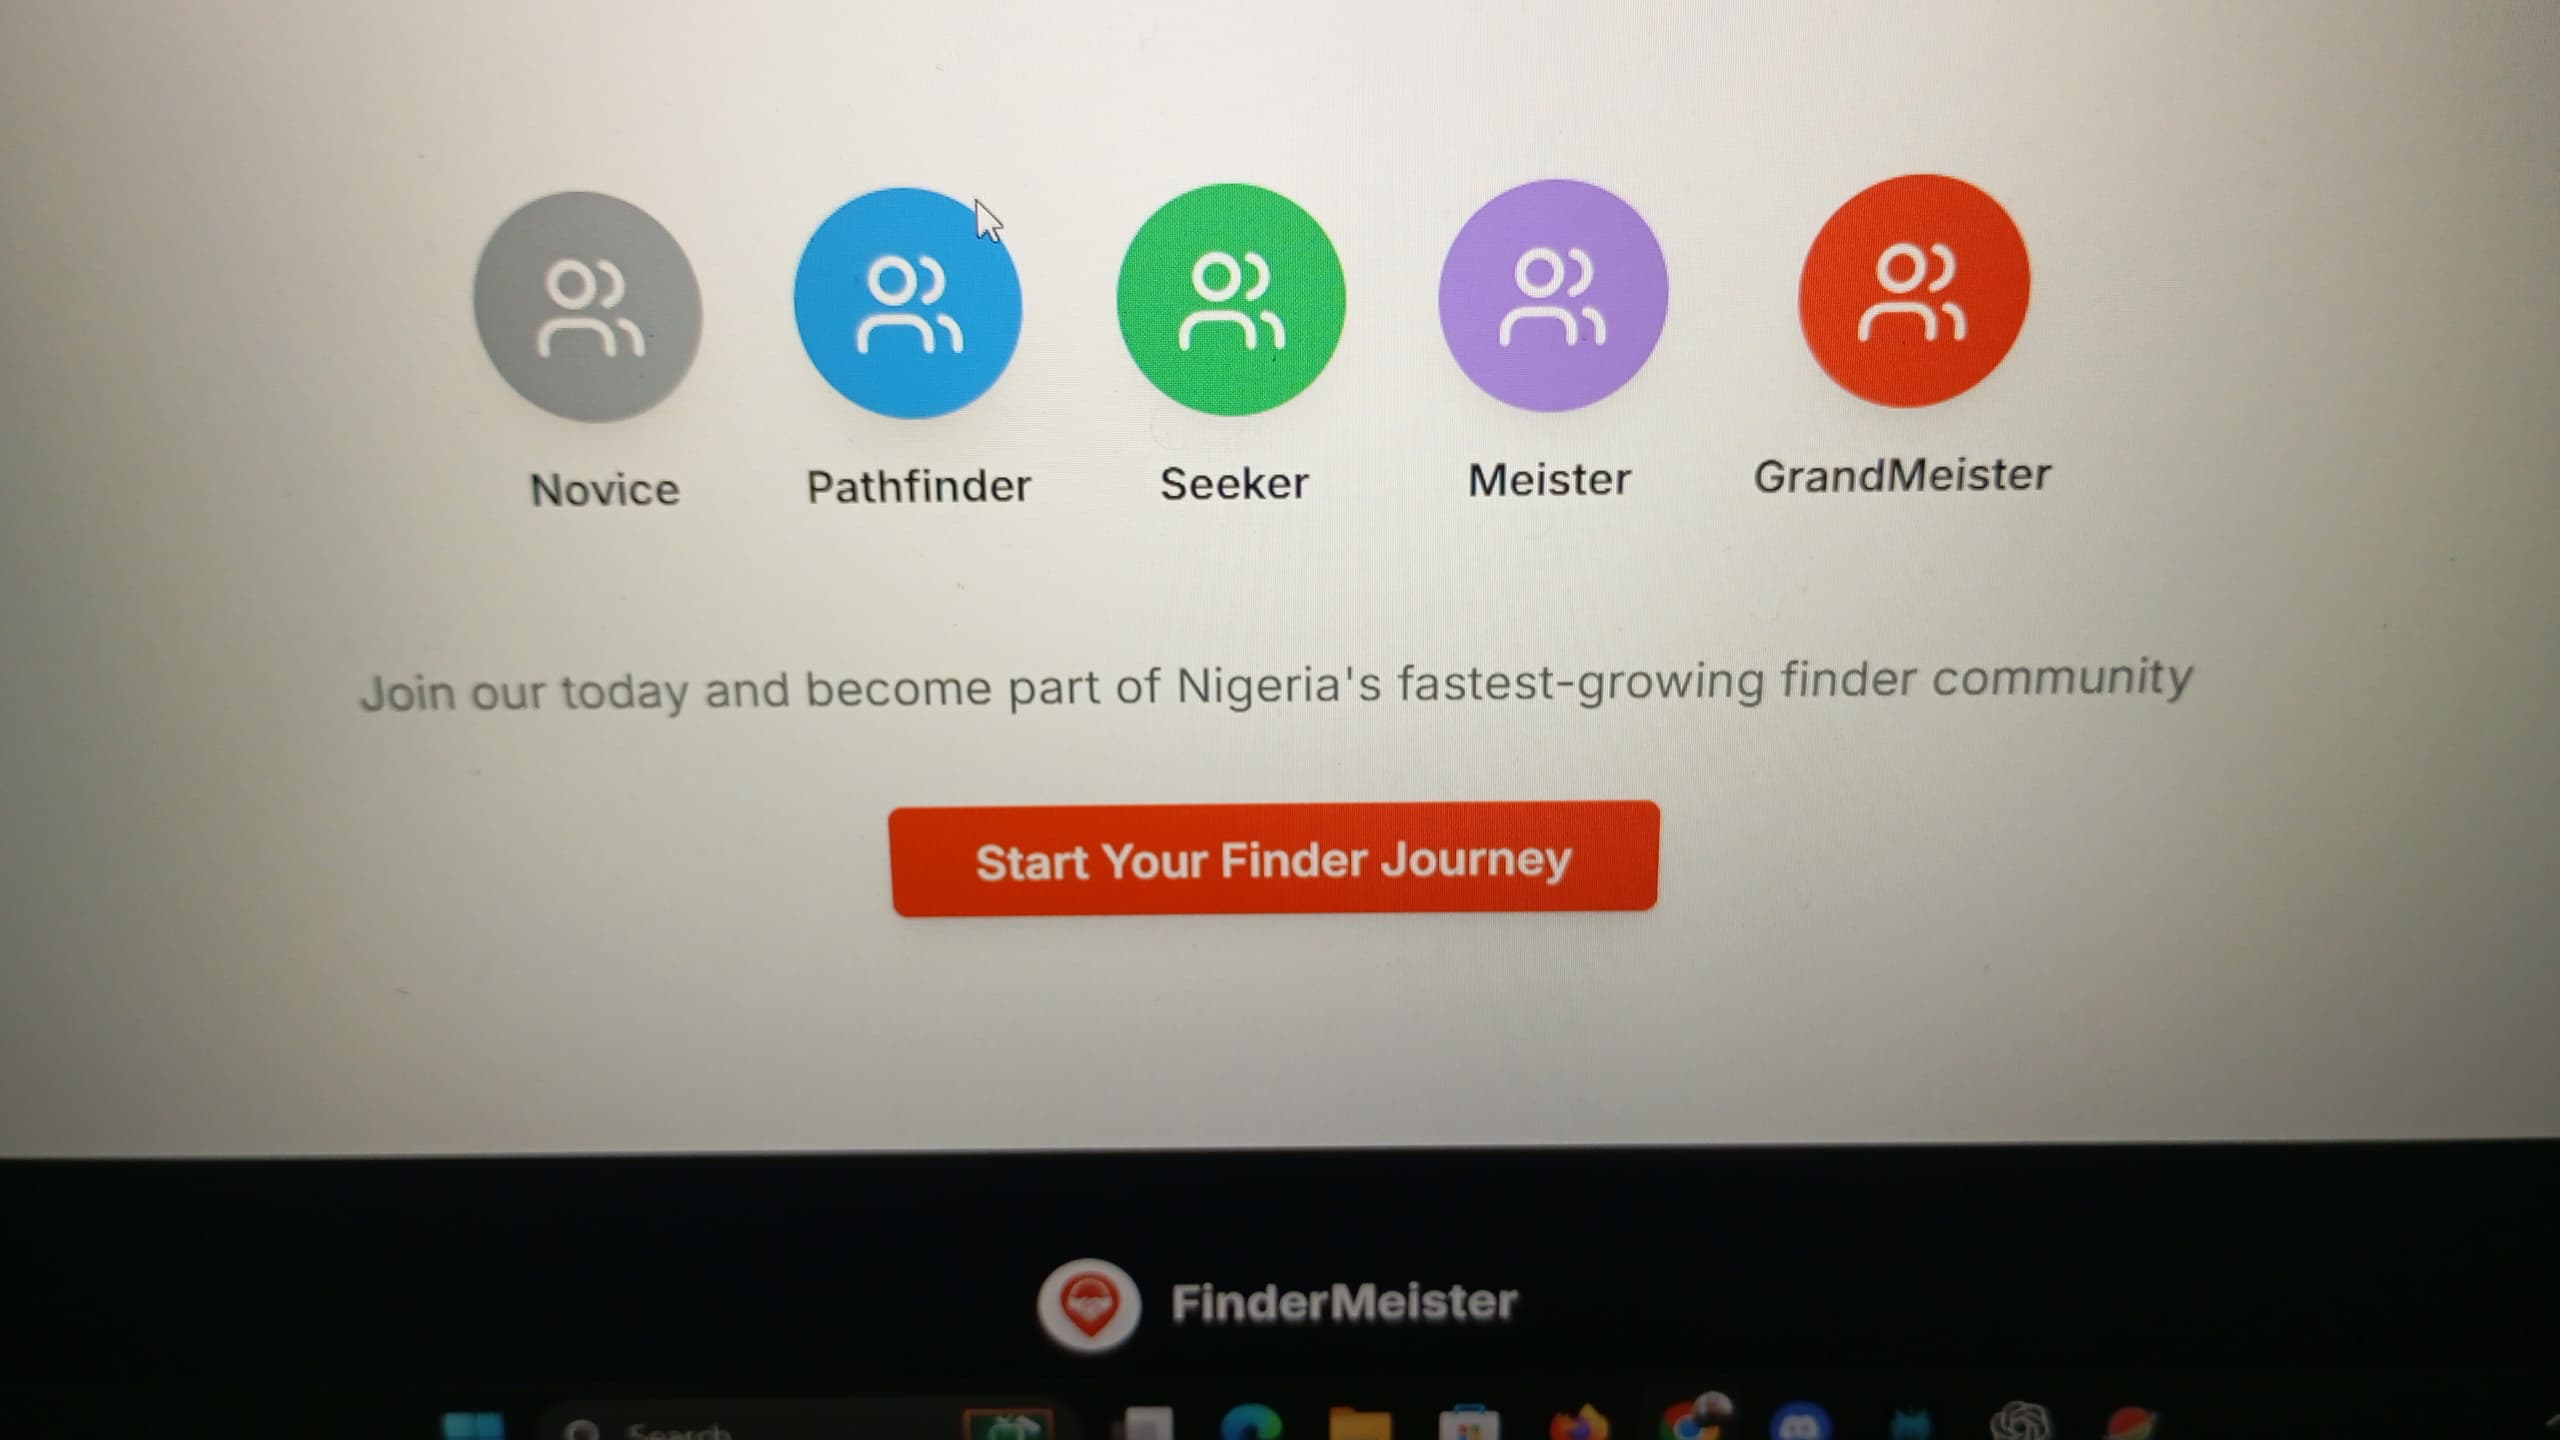 Novice
Pathfinder
Seeker
Meister
GrandMeister
Join our today and become part of Nigeria's fastest-growing finder community
Start Your Finder Journey
FinderMeister
Search